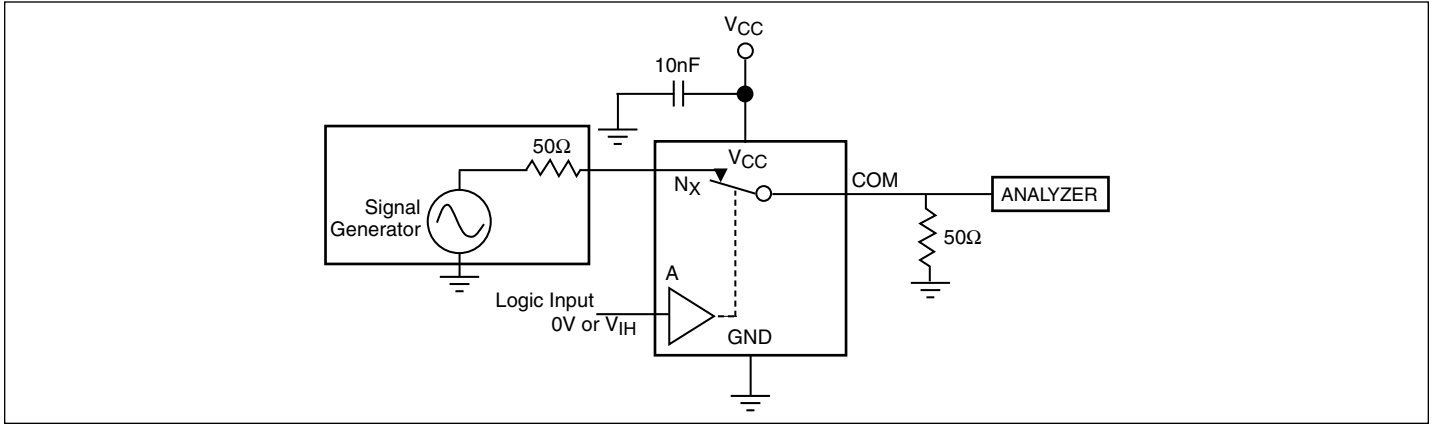 VCC
10nF
50Ω
VCC
NX
COM
ANALYZER
Signal
Generator
50Ω
A
Logic Input
0V or VIH
GND